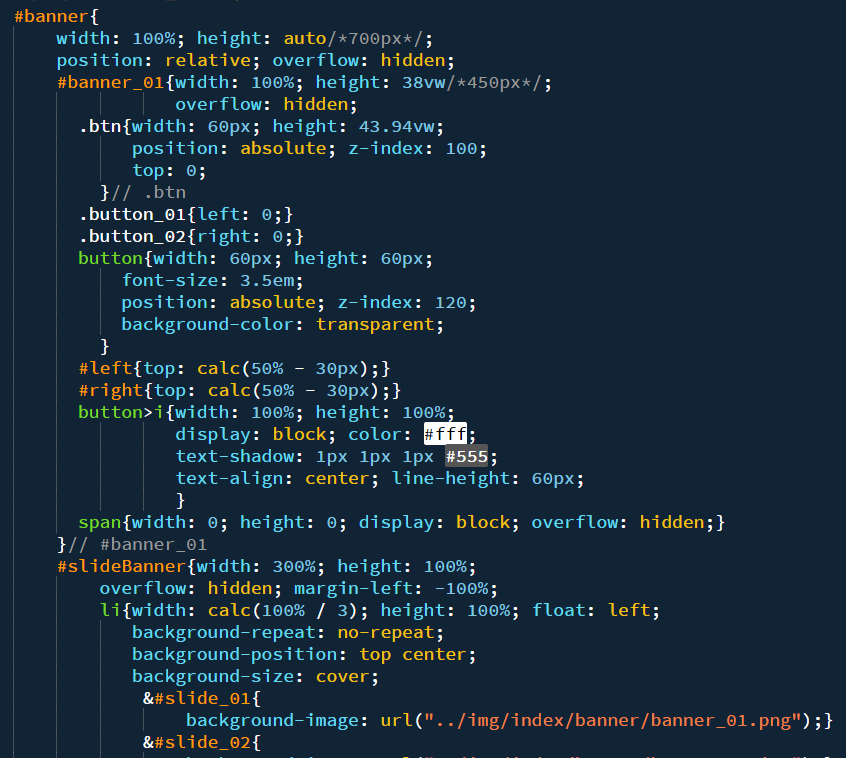 #banner{
width: 100%; height: auto/*700px*/;
position: relative; overflow: hidden;
#banner_01{width: 100%; height: 38vw/*450px*/;
overflow: hidden;
.btn{width: 60px; height: 43.94vw;
position: absolute; z-index: 100;
top: 0;
}// .btn
.button_01{left: 0;}
.button_02{right: 0;}
button{width: 60px; height: 60px;
font-size: 3.5em;
position: absolute; z-index: 120;
background-color: transparent;
}
#left{top: calc(50% - 30px);}
#right{top: calc(50% - 30px);}
button>i{width: 100%; height: 100%;
display: block; color: #fff;
text-shadow: 1px 1px 1px #555;
text-align: center; line-height: 60px;
}
span{width: 0; height: 0; display: block; overflow: hidden;}
}// #banner_01
#slideBanner{width: 300%; height: 100%;
overflow: hidden; margin-left: -100%;
li{width: calc(100% / 3); height: 100%; float: left;
background-repeat: no-repeat;
background-position: top center;
background-size: cover;
&#slide_01{
background-image: url("../img/index/banner/banner_01.png");}
&#slide_02{